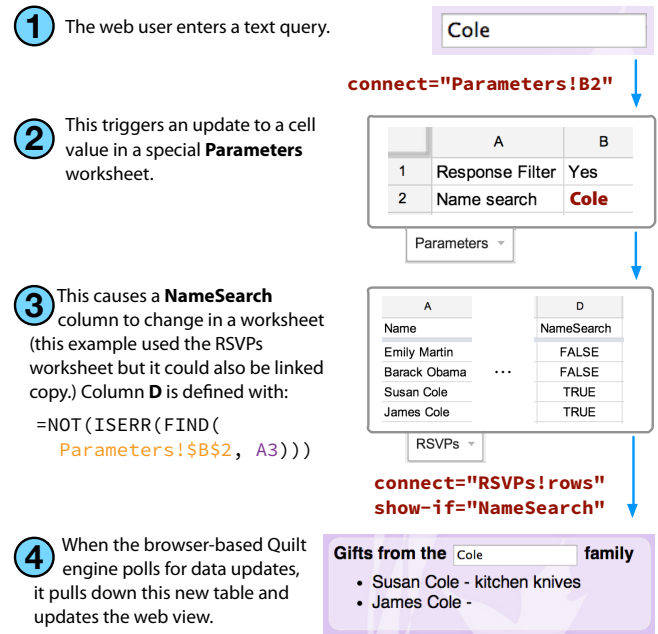 1 The web user enters a text query.
Cole
connect="Parameters!B2"
2 This triggers an update to a cell
value in a special Parameters
worksheet.
A B
1 Response Filter Yes
2 Name search Cole
Parameters
3 This causes a NameSearch
column to change in a worksheet
(this example used the RSVPs
worksheet but it could also be linked
copy.) Column D is defined with:
=NOT(ISERR(FIND(
Parameters!$B$2, A3)))
A D
Name NameSearch
Emily Martin FALSE
Barack Obama ... FALSE
Susan Cole TRUE
James Cole TRUE
RSVPs
connect="RSVPs!rows"
show-if="NameSearch"
4 When the browser-based Quilt
engine polls for data updates,
it pulls down this new table and
updates the web view.
Gifts from the Cole family
• Susan Cole - kitchen knives
• James Cole -